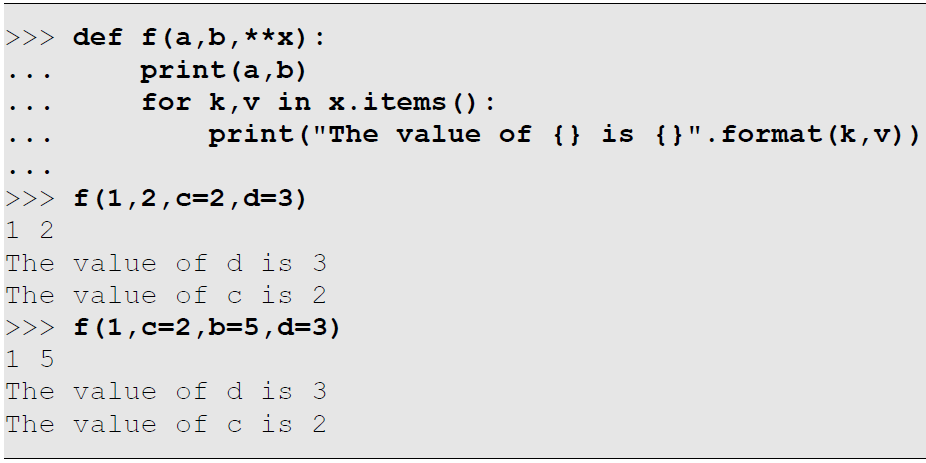 >>> def f(a,b,**x):
...     print(a,b)
...     for k,v in x.items():
...         print("The value of {} is {}".format(k,v))
...
>>> f(1,2,c=2,d=3)
1 2
The value of d is 3
The value of c is 2
>>> f(1,c=2,b=5,d=3)
1 5
The value of d is 3
The value of c is 2